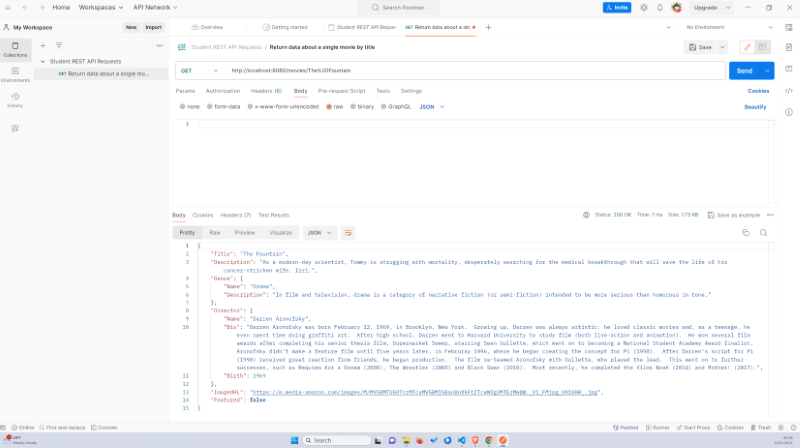 Home Workspaces API Network Search Postman Invite Upgrade
My Workspace New Import Overview Getting started Student REST API Reques Return data about a sin No Environment
Collections
Student REST API Requests / Return data about a single movie by title Save
Student REST API Requests
GET Return data about a single mo...
GET http://localhost:8080/movies/The%20Fountain Send
Environments
History
Params Authorization Headers (6) Body Pre-request Script Tests Settings Cookies
none form-data x-www-form-urlencoded raw binary GraphQL JSON Beautify
1
Body Cookies Headers (7) Test Results Status: 200 OK Time: 7 ms Size: 1.73 KB Save as example
Pretty Raw Preview Visualize JSON
1 {
2 "Title": "The Fountain",
3 "Description": "As a modern-day scientist, Tommy is struggling with mortality, desperately searching for the medical breakthrough that will save the life of his
cancer-stricken wife, Izzi.",
4 "Genre": {
5 "Name": "Drama",
6 "Description": "In film and television, drama is a category of narrative fiction (or semi-fiction) intended to be more serious than humorous in tone."
7 },
8 "Director": {
9 "Name": "Darren Aronofsky",
10 "Bio": "Darren Aronofsky was born February 12, 1969, in Brooklyn, New York. Growing up, Darren was always artistic: he loved classic movies and, as a teenage, he
even spent time doing graffiti art. After high school, Darren went to Harvard University to study film (both live-action and animation). He won several film
awards after completing his senior thesis film, Supermarket Sweep, starring Sean Gullette, which went on to becoming a National Student Academy Award finalist.
Aronofsky didn't make a feature film until five years later, in February 1996, where he began creating the concept for Pi (1998). After Darren's script for Pi
(1998) received great reaction from friends, he began production. The film re-teamed Aronofsky with Gullette, who played the lead. This went on to further
successes, such as Requiem for a Dream (2000), The Wrestler (2008) and Black Swan (2010). Most recently, he completed the films Noah (2014) and Mother! (2017).",
11 "Birth": 1969
12 },
13 "ImageURL":
14 "Featured": false
15 }
Online Find and replace Console Postbot Runner Start Proxy Cookies Trash
Search